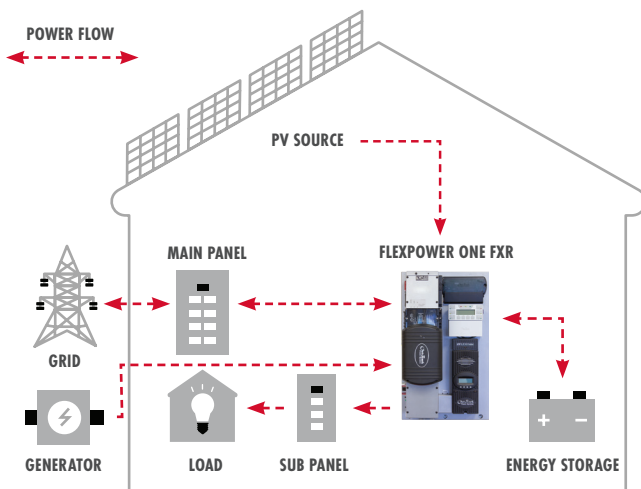 POWER FLOW
PV SOURCE
MAIN PANEL
FLEXPOWER ONE FXR
GRID
GENERATOR
LOAD
SUB PANEL
ENERGY STORAGE